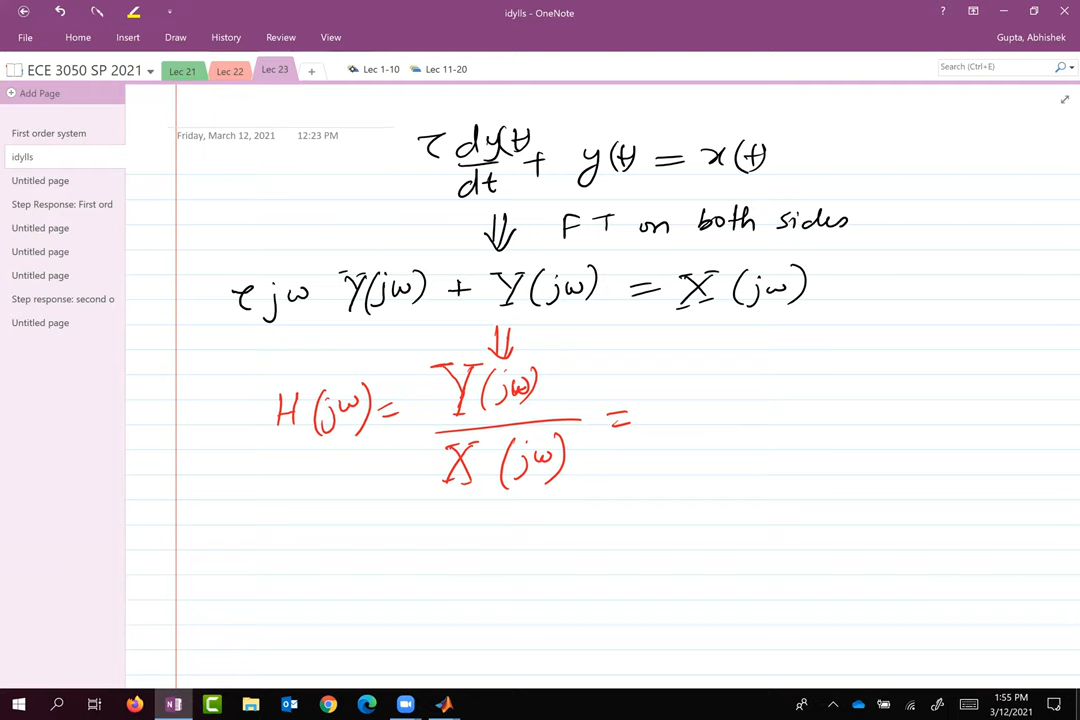 idylls - OneNote
?
Gupta, Abhishek
File Home Insert Draw History Review View
ECE 3050 SP 2021 Lec 21 Lec 22 Lec 23 + Lec 1-10 Lec 11-20
Search (Ctrl+E)
Add Page
First order system
idylls
Untitled page
Step Response: First ord
Untitled page
Untitled page
Untitled page
Step response: second o
Untitled page
Friday, March 12, 2021 12:23 PM
τ dy(t)/dt + y(t) = x(t)
⇓ FT on both sides
τ jω Y(jω) + Y(jω) = X(jω)
⇓
H(jω) = Y(jω)/X(jω) =
1:55 PM
3/12/2021